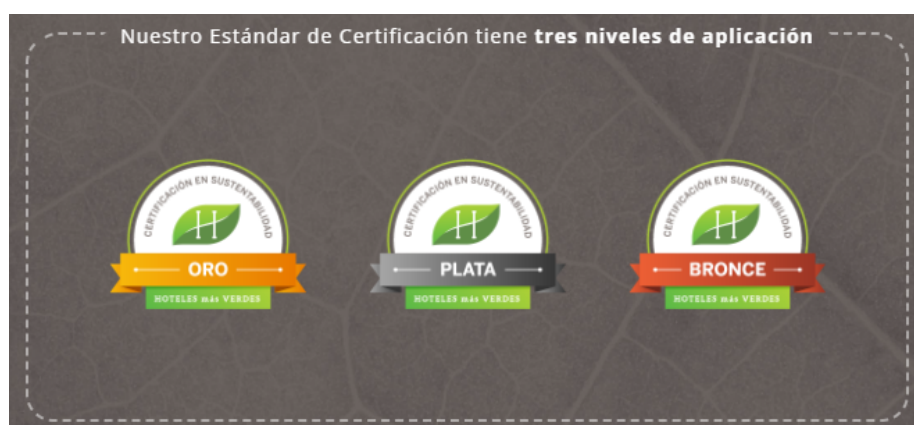 Nuestro Estándar de Certificación tiene tres niveles de aplicación
CERTIFICACIÓN EN SUSTENTABILIDAD
H
ORO
HOTELES más VERDES
CERTIFICACIÓN EN SUSTENTABILIDAD
H
PLATA
HOTELES más VERDES
CERTIFICACIÓN EN SUSTENTABILIDAD
H
BRONCE
HOTELES más VERDES